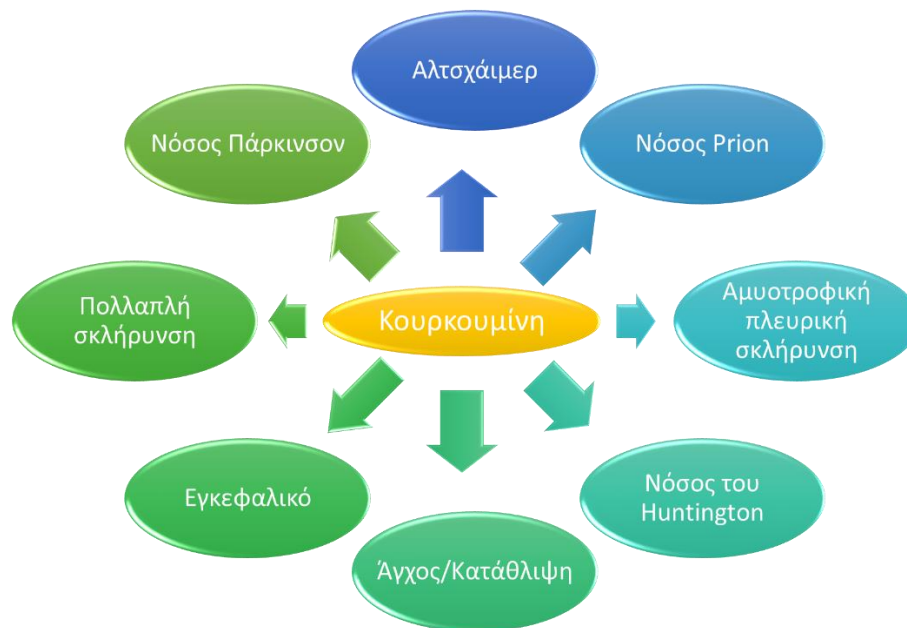 Αλτσχάιμερ
Νόσος Πάρκινσον
Νόσος Prion
Πολλαπλή
σκλήρυνση
Κουρκουμίνη
Αμυοτροφική
πλευρική
σκλήρυνση
Εγκεφαλικό
Νόσος του
Huntington
Άγχος/Κατάθλιψη